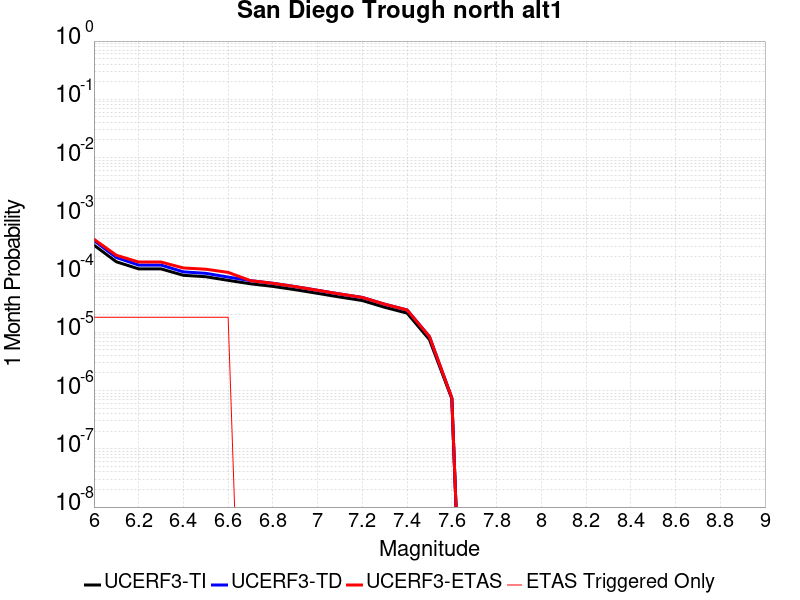 San Diego Trough north alt1
10^0
10^-1
10^-2
10^-3
10^-4
10^-5
10^-6
10^-7
10^-8
1 Month Probability
6 6.2 6.4 6.6 6.8 7 7.2 7.4 7.6 7.8 8 8.2 8.4 8.6 8.8 9
Magnitude
UCERF3-TI UCERF3-TD UCERF3-ETAS ETAS Triggered Only